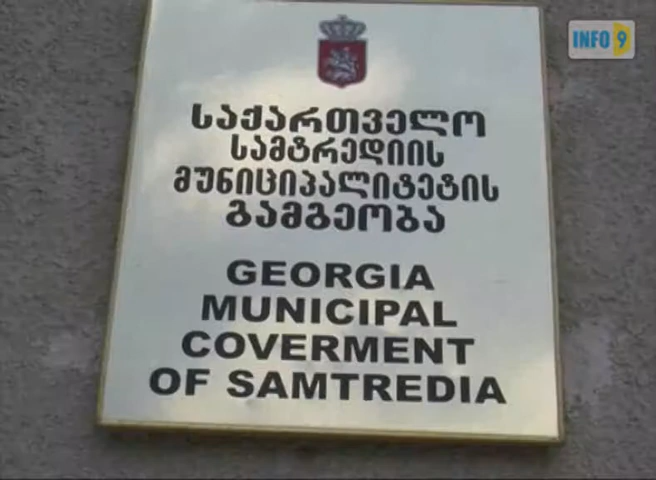 INFO 9
საქართველო
სამტრედიის
მუნიციპალიტეტის
გამგეობა
GEORGIA
MUNICIPAL
COVERMENT
OF SAMTREDIA